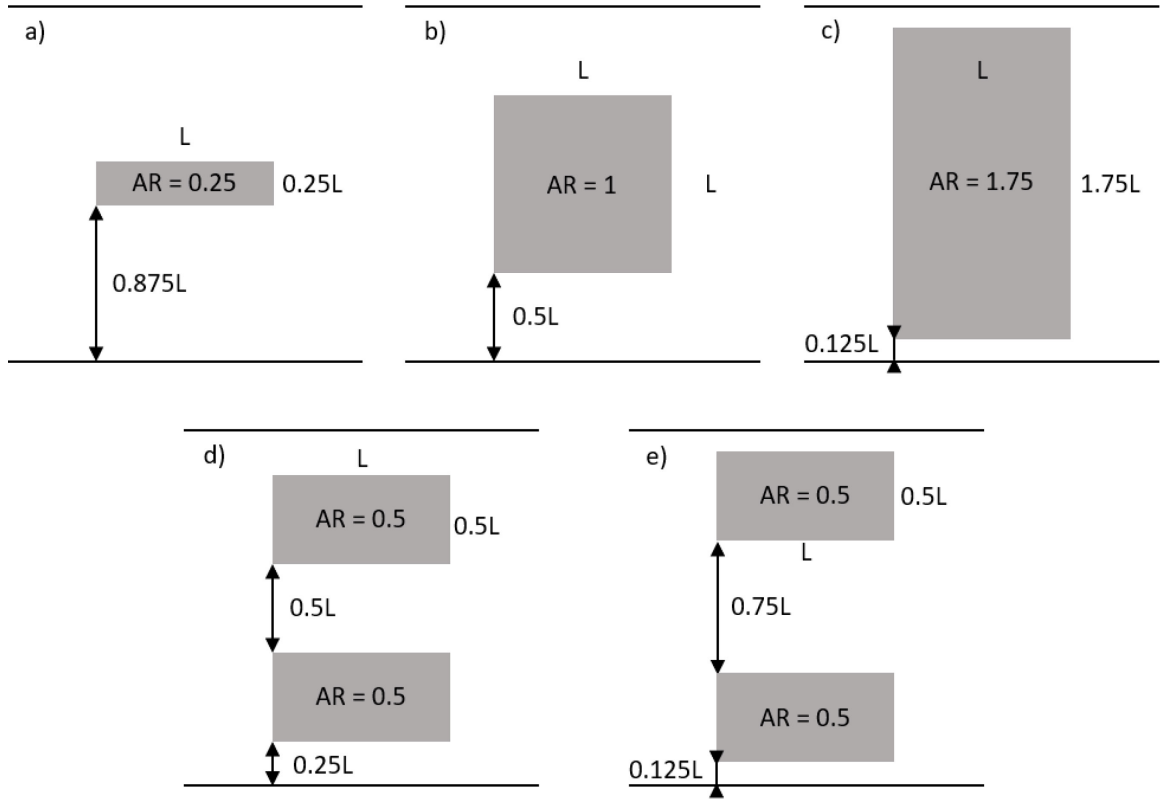 a)
L
AR = 0.25
0.25L
0.875L
b)
L
AR = 1
L
0.5L
c)
L
AR = 1.75
1.75L
0.125L
d)
L
AR = 0.5
0.5L
0.5L
AR = 0.5
0.25L
e)
AR = 0.5
0.5L
L
0.75L
AR = 0.5
0.125L